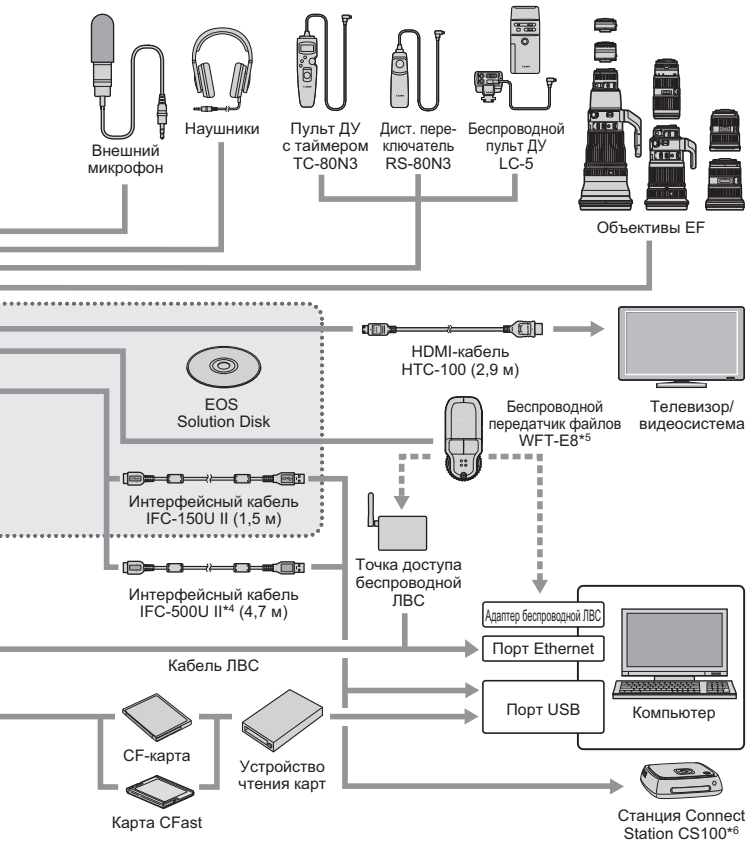 Внешний
микрофон
Наушники
Пульт ДУ
с таймером
TC-80N3
Дист. пере-
ключатель
RS-80N3
Беспроводной
пульт ДУ
LC-5
Объективы EF
HDMI-кабель
HTC-100 (2,9 м)
Телевизор/
видеосистема
EOS
Solution Disk
Беспроводной
передатчик файлов
WFT-E8*5
Интерфейсный кабель
IFC-150U II (1,5 м)
Точка доступа
беспроводной
ЛВС
Интерфейсный кабель
IFC-500U II*4 (4,7 м)
Адаптер беспроводной ЛВС
Порт Ethernet
Кабель ЛВС
Порт USB
Компьютер
CF-карта
Устройство
чтения карт
Карта CFast
Станция Connect
Station CS100*6